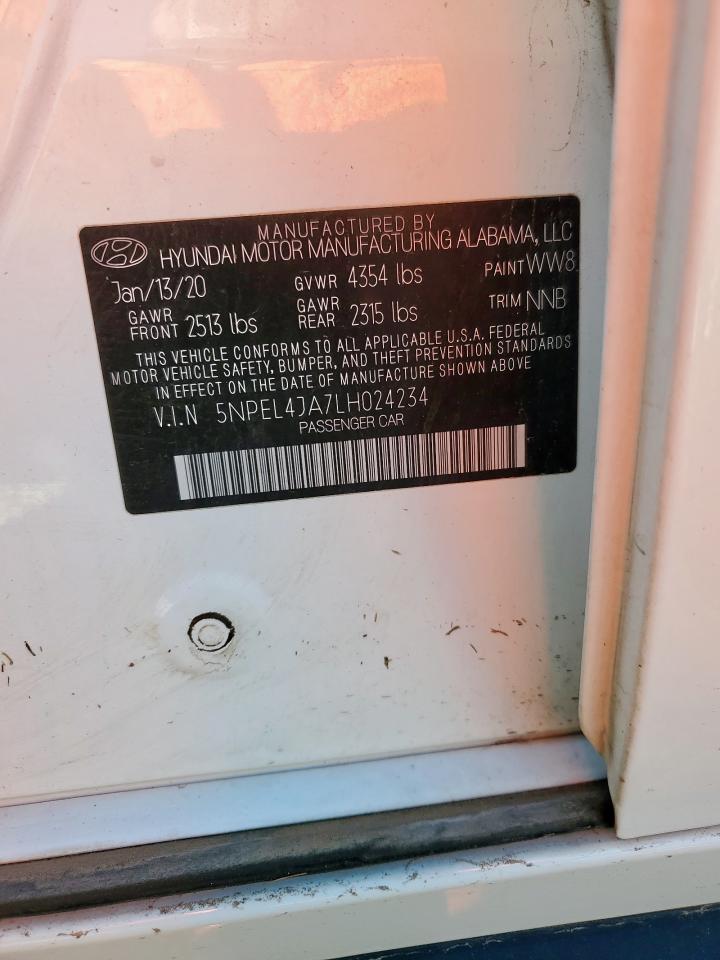 MANUFACTURED BY
HYUNDAI MOTOR MANUFACTURING ALABAMA, LLC
Jan/13/20 GVWR 4354 lbs PAINT WW8
GAWR FRONT 2513 lbs GAWR REAR 2315 lbs TRIM NNB
THIS VEHICLE CONFORMS TO ALL APPLICABLE U.S.A. FEDERAL
MOTOR VEHICLE SAFETY, BUMPER, AND THEFT PREVENTION STANDARDS
IN EFFECT ON THE DATE OF MANUFACTURE SHOWN ABOVE
V.I.N 5NPEL4JA7LH024234
PASSENGER CAR